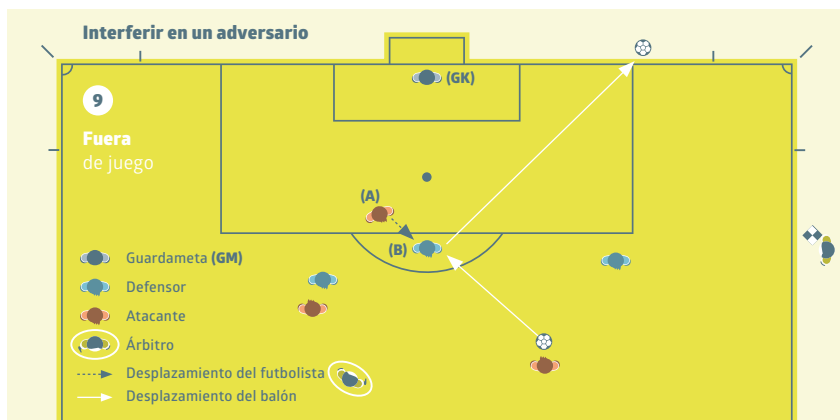 Interferir en un adversario
(GK)
9
Fuera
de juego
(A)
(B)
Guardameta (GM)
Defensor
Atacante
Árbitro
Desplazamiento del futbolista
Desplazamiento del balón